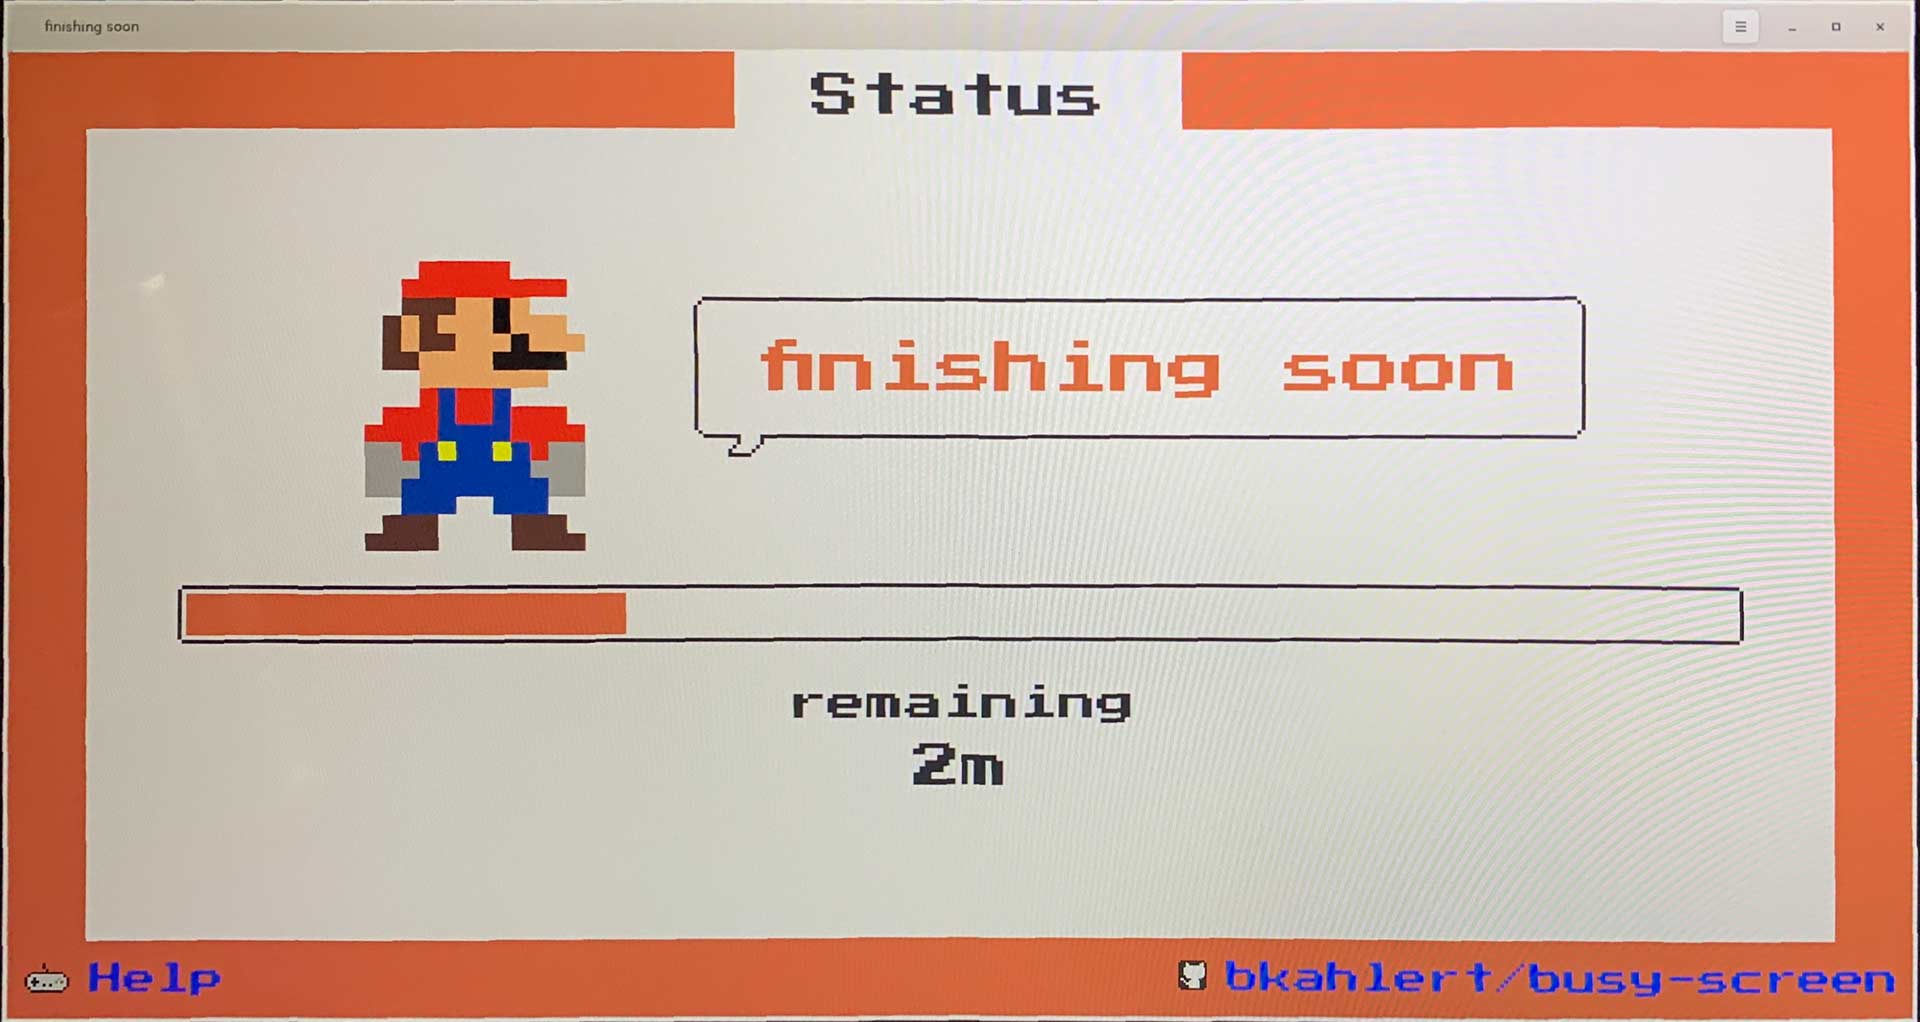 finishing soon
Status
finishing soon
remaining
2m
Help
bkahlert/busy-screen